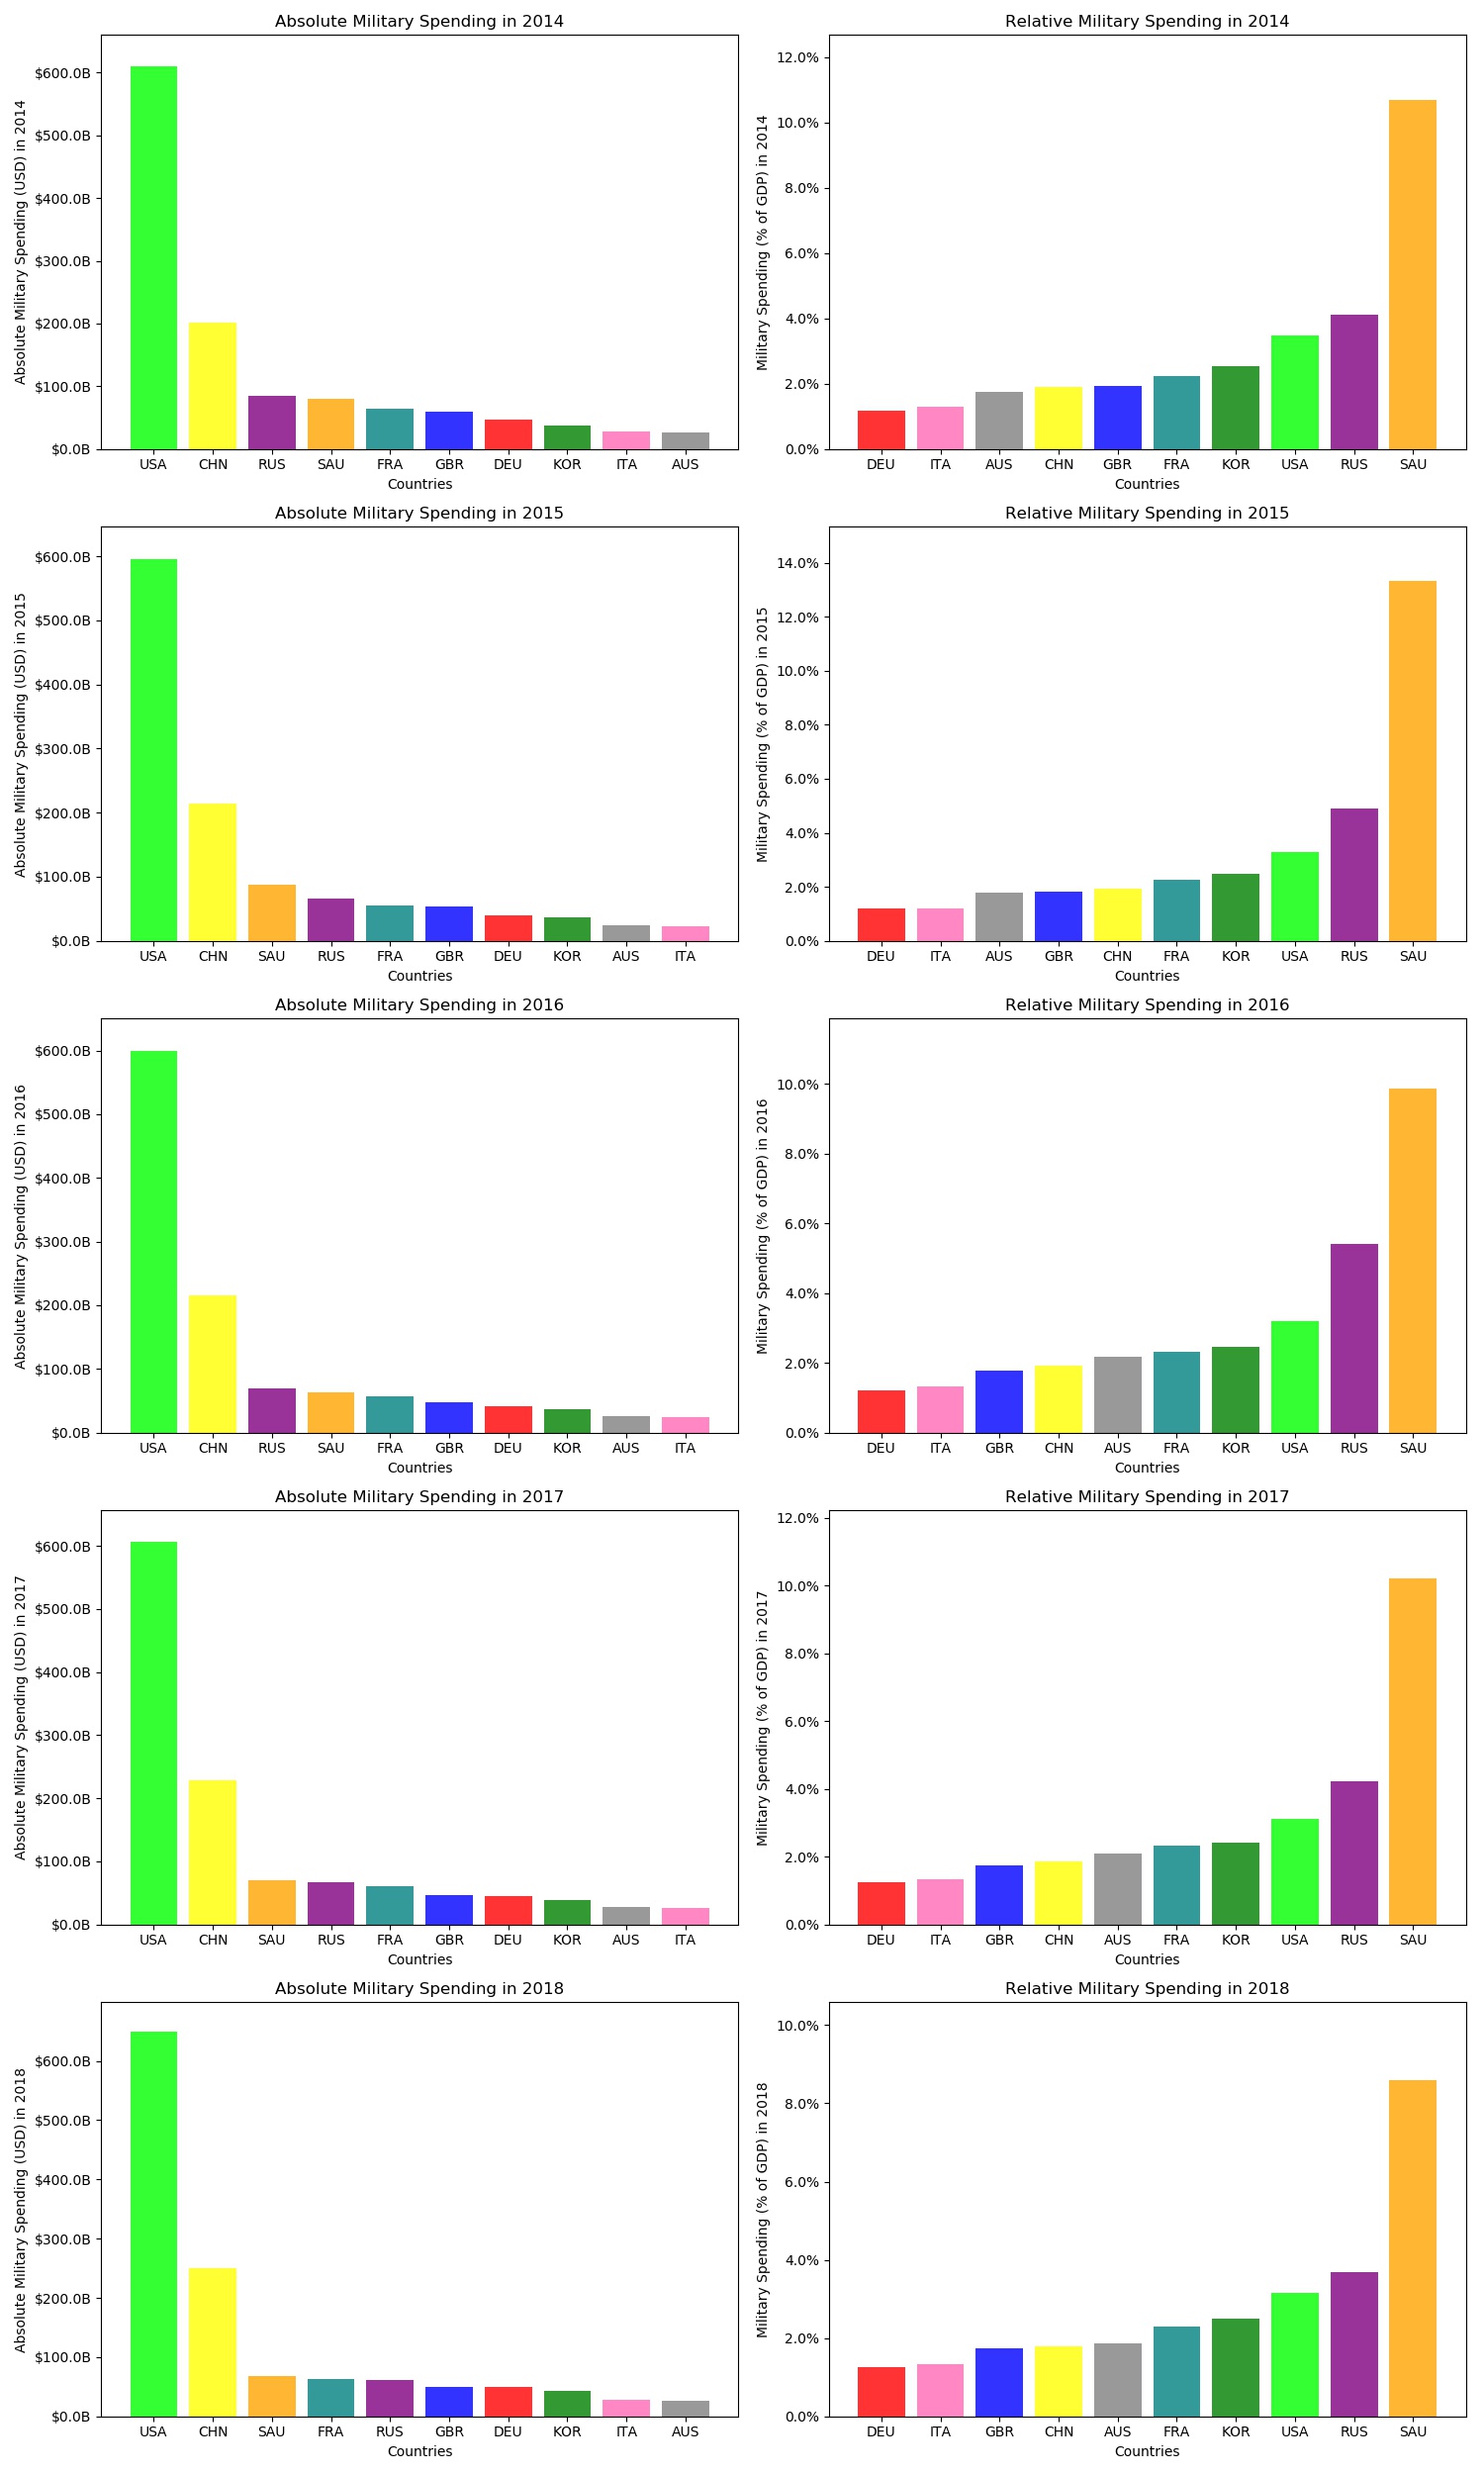 Absolute Military Spending in 2014
Absolute Military Spending (USD) in 2014
$600.0B
$500.0B
$400.0B
$300.0B
$200.0B
$100.0B
$0.0B
USA CHN RUS SAU FRA GBR DEU KOR ITA AUS
Countries
Relative Military Spending in 2014
Military Spending (% of GDP) in 2014
12.0%
10.0%
8.0%
6.0%
4.0%
2.0%
0.0%
DEU ITA AUS CHN GBR FRA KOR USA RUS SAU
Countries
Absolute Military Spending in 2015
Absolute Military Spending (USD) in 2015
$600.0B
$500.0B
$400.0B
$300.0B
$200.0B
$100.0B
$0.0B
USA CHN SAU RUS FRA GBR DEU KOR AUS ITA
Countries
Relative Military Spending in 2015
Military Spending (% of GDP) in 2015
14.0%
12.0%
10.0%
8.0%
6.0%
4.0%
2.0%
0.0%
DEU ITA AUS GBR CHN FRA KOR USA RUS SAU
Countries
Absolute Military Spending in 2016
Absolute Military Spending (USD) in 2016
$600.0B
$500.0B
$400.0B
$300.0B
$200.0B
$100.0B
$0.0B
USA CHN RUS SAU FRA GBR DEU KOR AUS ITA
Countries
Relative Military Spending in 2016
Military Spending (% of GDP) in 2016
10.0%
8.0%
6.0%
4.0%
2.0%
0.0%
DEU ITA GBR CHN AUS FRA KOR USA RUS SAU
Countries
Absolute Military Spending in 2017
Absolute Military Spending (USD) in 2017
$600.0B
$500.0B
$400.0B
$300.0B
$200.0B
$100.0B
$0.0B
USA CHN SAU RUS FRA GBR DEU KOR AUS ITA
Countries
Relative Military Spending in 2017
Military Spending (% of GDP) in 2017
12.0%
10.0%
8.0%
6.0%
4.0%
2.0%
0.0%
DEU ITA GBR CHN AUS FRA KOR USA RUS SAU
Countries
Absolute Military Spending in 2018
Absolute Military Spending (USD) in 2018
$600.0B
$500.0B
$400.0B
$300.0B
$200.0B
$100.0B
$0.0B
USA CHN SAU FRA RUS GBR DEU KOR ITA AUS
Countries
Relative Military Spending in 2018
Military Spending (% of GDP) in 2018
10.0%
8.0%
6.0%
4.0%
2.0%
0.0%
DEU ITA GBR CHN AUS FRA KOR USA RUS SAU
Countries